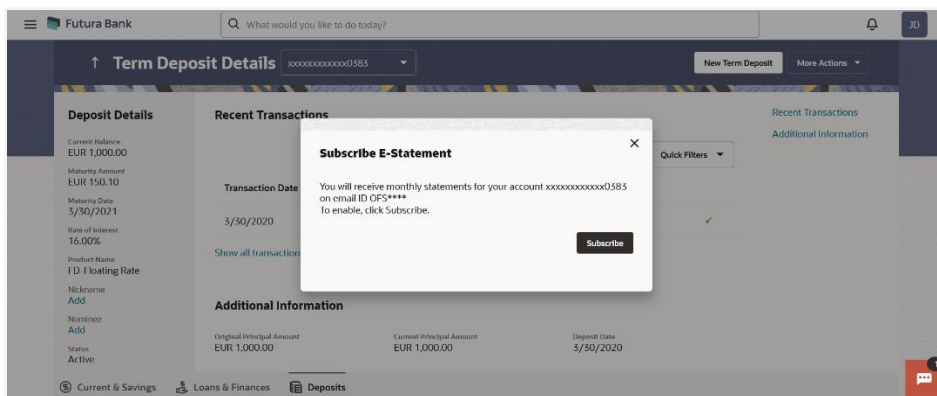 Futura Bank
What would you like to do today?
JD
Term Deposit Details
xxxxxxxxxxxx0383
New Term Deposit
More Actions
Deposit Details
Current Balance
EUR 1,000.00
Maturity Amount
EUR 150.10
Maturity Date
3/30/2021
Rate of Interest
16.00%
Product Name
FD-Floating Rate
Nickname
Add
Nominee
Add
Status
Active
Recent Transactions
Quick Filters
Transaction Date
3/30/2020
Show all transaction
Subscribe E-Statement
You will receive monthly statements for your account xxxxxxxxxxxx0383
on email ID OFS****
To enable, click Subscribe.
Subscribe
Additional Information
Original Principal Amount
EUR 1,000.00
Current Principal Amount
EUR 1,000.00
Deposit Date
3/30/2020
Recent Transactions
Additional Information
Current & Savings
Loans & Finances
Deposits